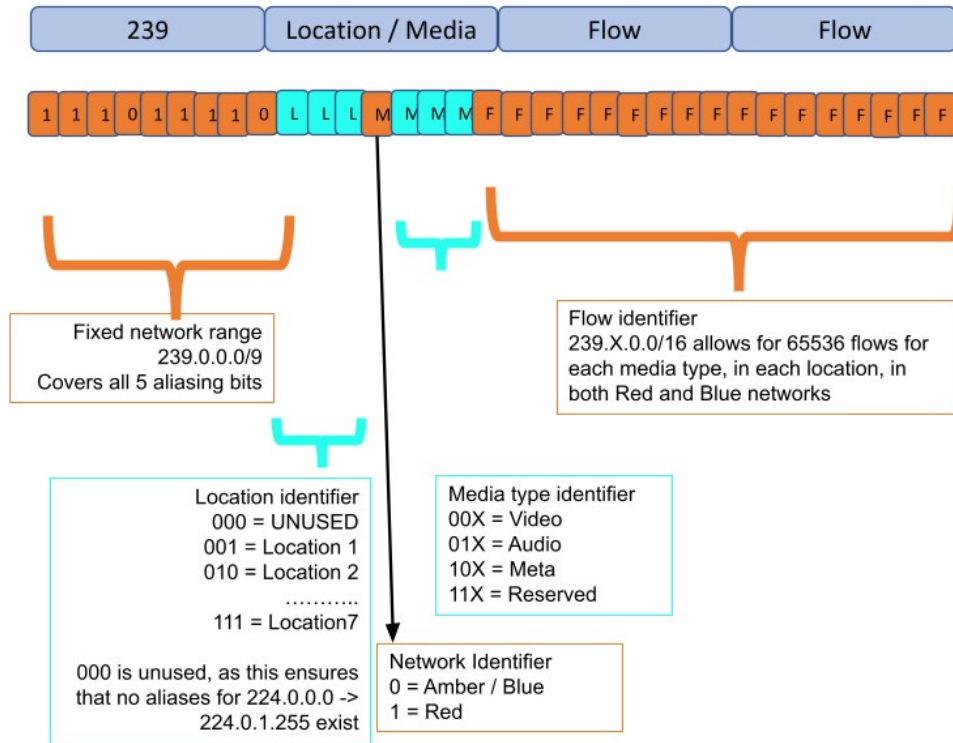 239 Location / Media Flow Flow
1 1 1 0 1 1 1 1 0 L L L M M M M F F F F F F F F F F F F F F F F
Fixed network range
239.0.0.0/9
Covers all 5 aliasing bits
Flow identifier
239.X.0.0/16 allows for 65536 flows for
each media type, in each location, in
both Red and Blue networks
Location identifier
000 = UNUSED
001 = Location 1
010 = Location 2
………..
111 = Location7
000 is unused, as this ensures
that no aliases for 224.0.0.0 ->
224.0.1.255 exist
Media type identifier
00X = Video
01X = Audio
10X = Meta
11X = Reserved
Network Identifier
0 = Amber / Blue
1 = Red